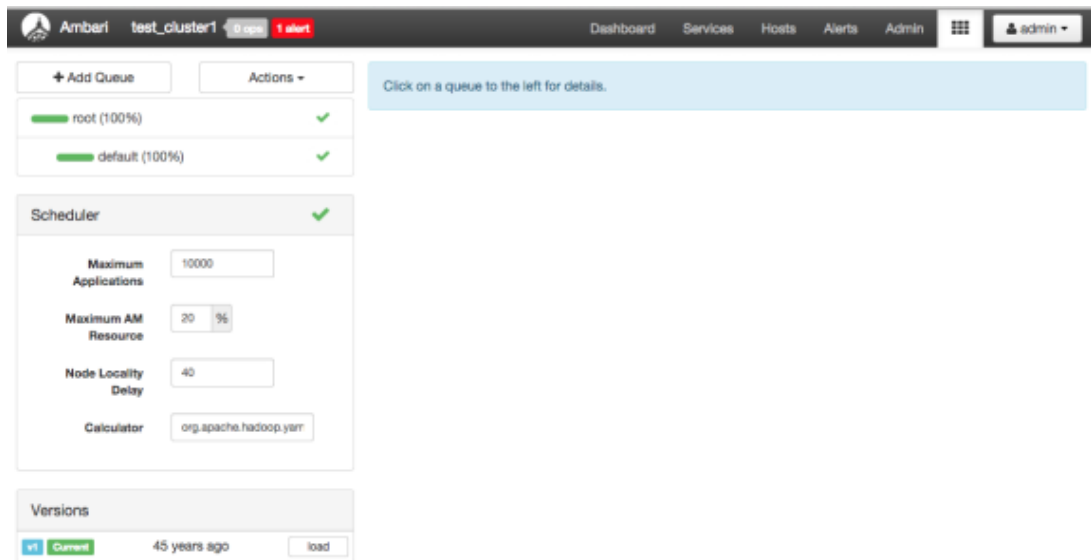 Ambari test_cluster1 0 ops 1 alert Dashboard Services Hosts Alerts Admin admin
+ Add Queue Actions
Click on a queue to the left for details.
root (100%)
default (100%)
Scheduler
Maximum Applications 10000
Maximum AM Resource 20 %
Node Locality Delay 40
Calculator org.apache.hadoop.yarn
Versions
v1 Current 45 years ago load